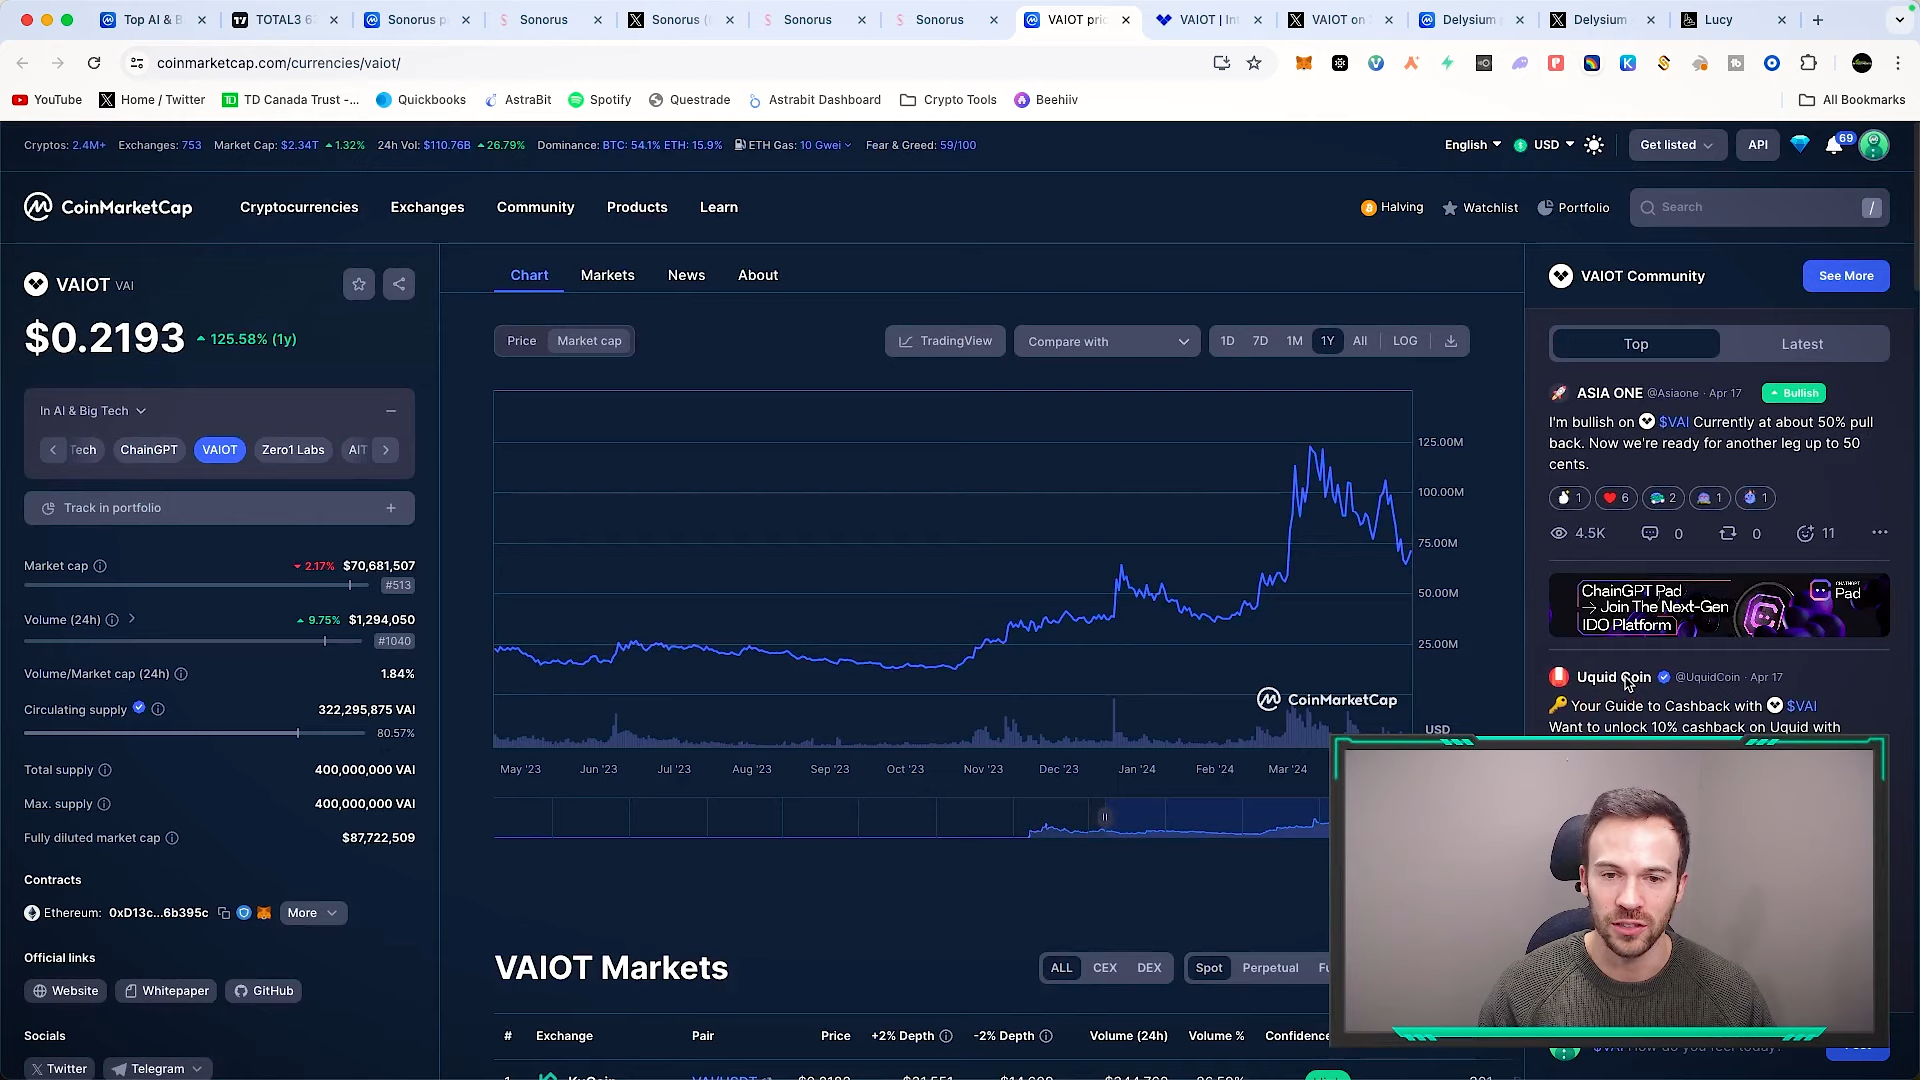 Top AI & B
TOTAL3 6
Sonorus p
Sonorus
Sonorus (
Sonorus
Sonorus
VAIOT pri
VAIOT | In
VAIOT on
Delysium
Delysium
Lucy
coinmarketcap.com/currencies/vaiot/
YouTube
Home / Twitter
TD Canada Trust -...
Quickbooks
AstraBit
Spotify
Questrade
Astrabit Dashboard
Crypto Tools
Beehiiv
All Bookmarks
Cryptos: 2.4M+ Exchanges: 753 Market Cap: $2.34T 1.32% 24h Vol: $110.76B 26.79% Dominance: BTC: 54.1% ETH: 15.9% ETH Gas: 10 Gwei Fear & Greed: 59/100
English USD Get listed API 69
CoinMarketCap Cryptocurrencies Exchanges Community Products Learn
Halving Watchlist Portfolio Search /
VAIOT VAI
$0.2193 125.58% (1y)
In AI & Big Tech
Tech ChainGPT VAIOT Zero1 Labs AIT
Track in portfolio +
Market cap 2.17% $70,681,507
#513
Volume (24h) 9.75% $1,294,050
#1040
Volume/Market cap (24h) 1.84%
Circulating supply 322,295,875 VAI
80.57%
Total supply 400,000,000 VAI
Max. supply 400,000,000 VAI
Fully diluted market cap $87,722,509
Contracts
Ethereum: 0xD13c...6b395c More
Official links
Website Whitepaper GitHub
Socials
Twitter Telegram
Chart Markets News About
Price Market cap
TradingView Compare with 1D 7D 1M 1Y All LOG
125.00M
100.00M
75.00M
50.00M
25.00M
CoinMarketCap
USD
May '23 Jun '23 Jul '23 Aug '23 Sep '23 Oct '23 Nov '23 Dec '23 Jan '24 Feb '24 Mar '24
VAIOT Markets
ALL CEX DEX Spot Perpetual Fu
# Exchange Pair Price +2% Depth -2% Depth Volume (24h) Volume % Confidence
VAIOT Community See More
Top Latest
ASIA ONE @Asiaone · Apr 17 Bullish
I'm bullish on $VAI Currently at about 50% pull
back. Now we're ready for another leg up to 50
cents.
1 6 2 1 1
4.5K 0 0 11
ChainGPT Pad
→ Join The Next-Gen
IDO Platform
Pad
Uquid Coin @UquidCoin · Apr 17
Your Guide to Cashback with $VAI
Want to unlock 10% cashback on Uquid with